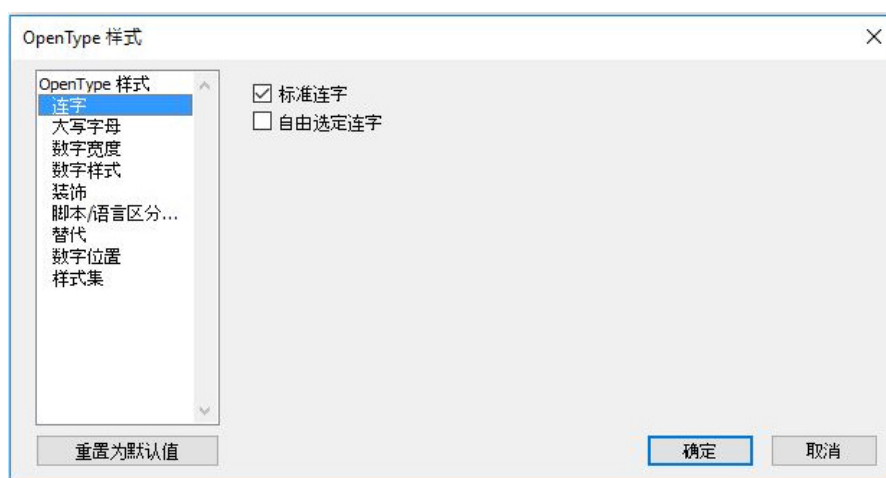 OpenType 样式
OpenType 样式
连字
大写字母
数字宽度
数字样式
装饰
脚本/语言区分...
替代
数字位置
样式集
标准连字
自由选定连字
重置为默认值
确定
取消